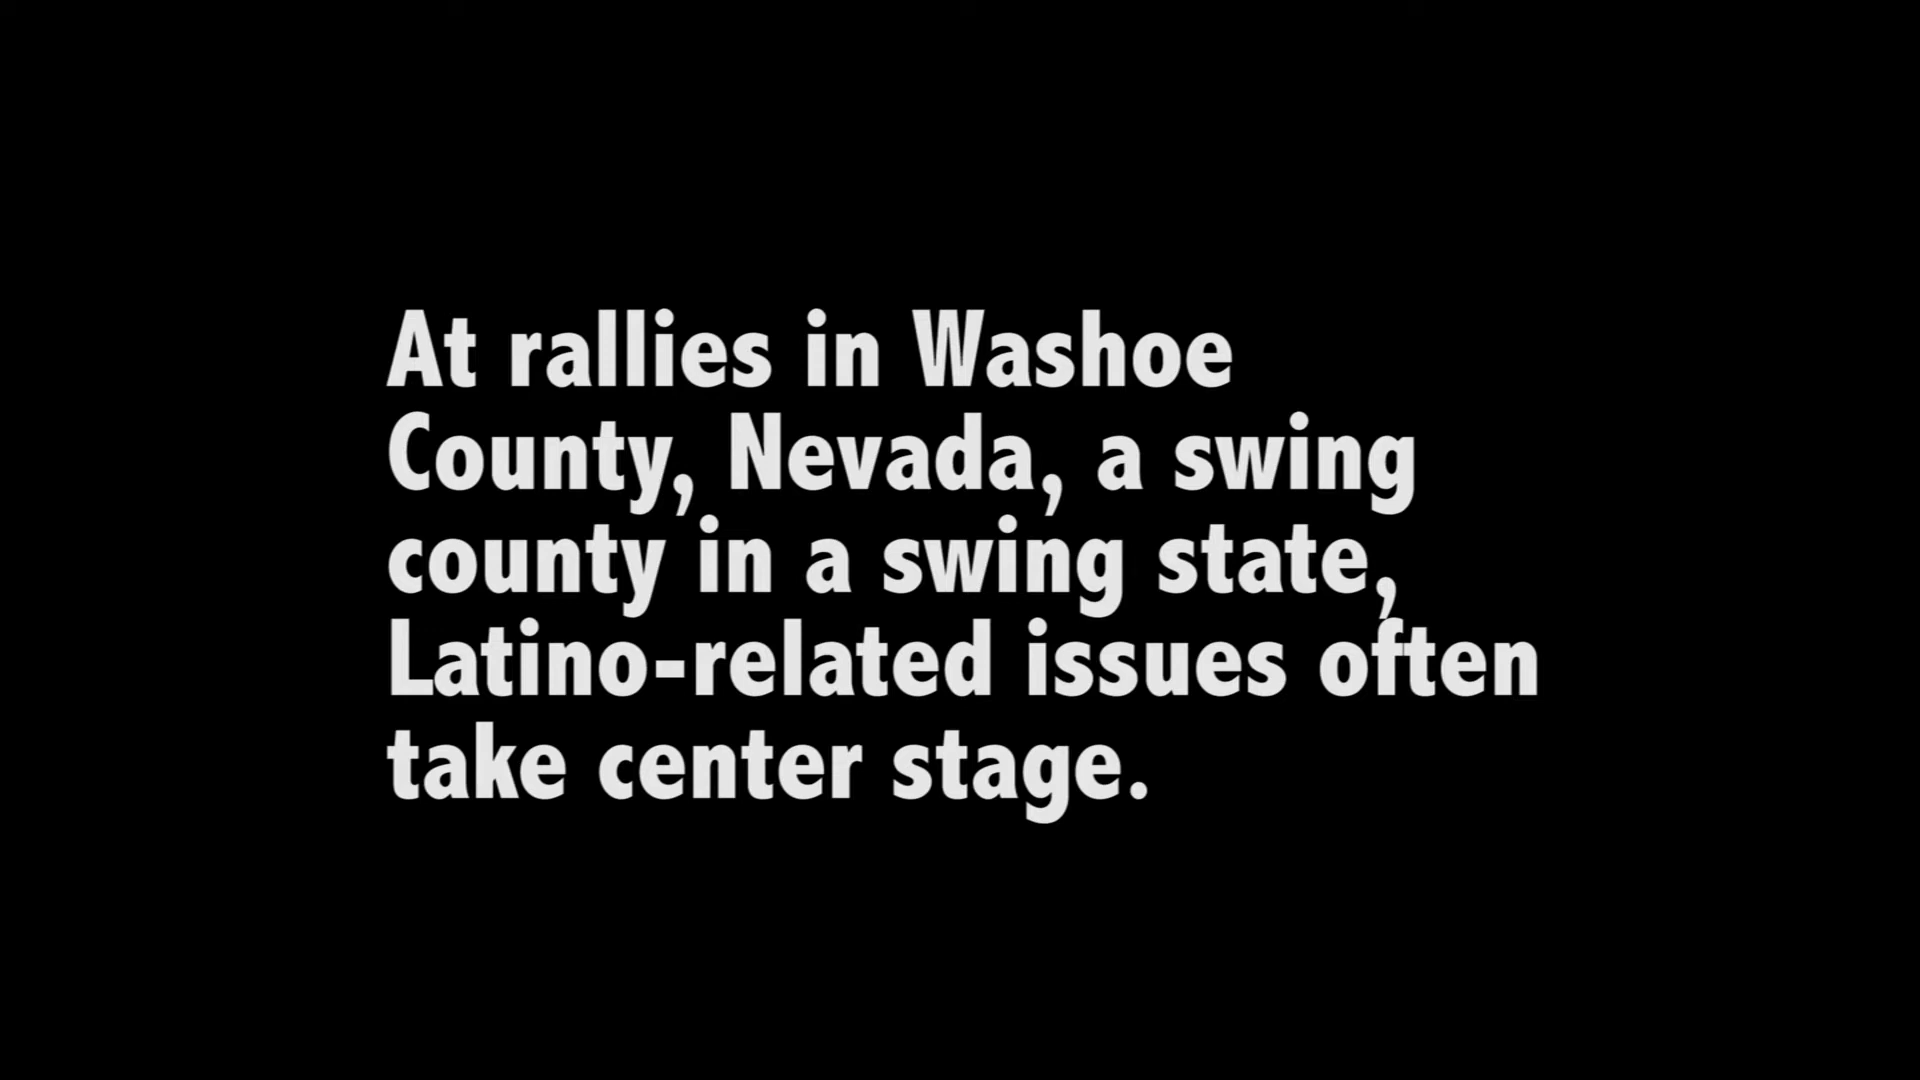 At rallies in Washoe
County, Nevada, a swing
county in a swing state,
Latino-related issues often
take center stage.